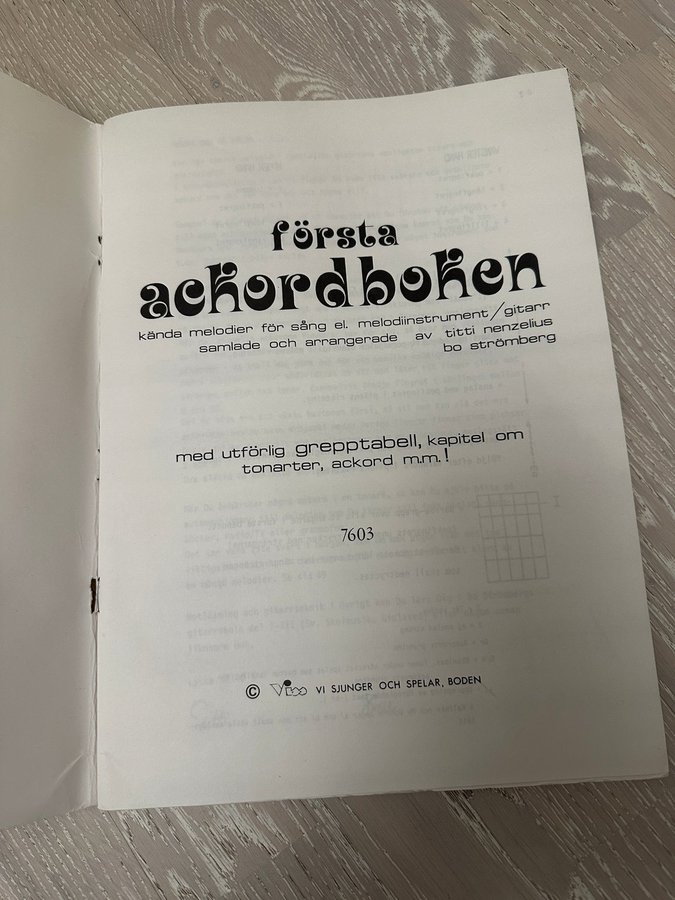 första
ackordboken
kända melodier för sång el. melodiinstrument/gitarr
samlade och arrangerade av titti nenzelius
bo strömberg
med utförlig grepptabell, kapitel om
tonarter, ackord m.m.!
7603
© Viss VI SJUNGER OCH SPELAR, BODEN